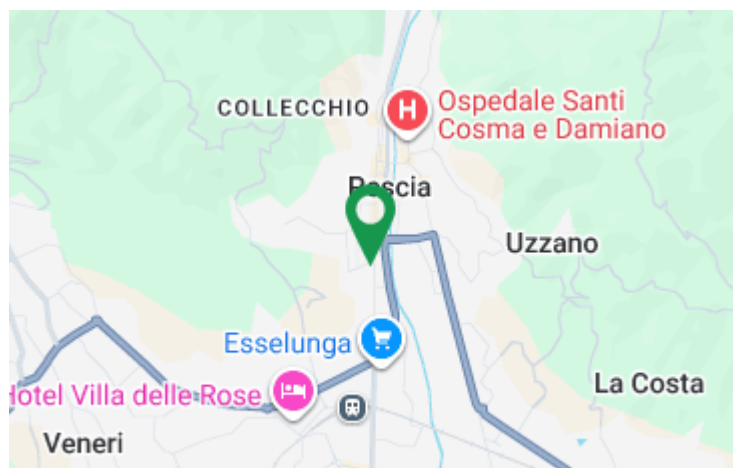 COLLECCHIO
H
Ospedale Santi
Cosma e Damiano
Pescia
Uzzano
Esselunga
Hotel Villa delle Rose
La Costa
Veneri